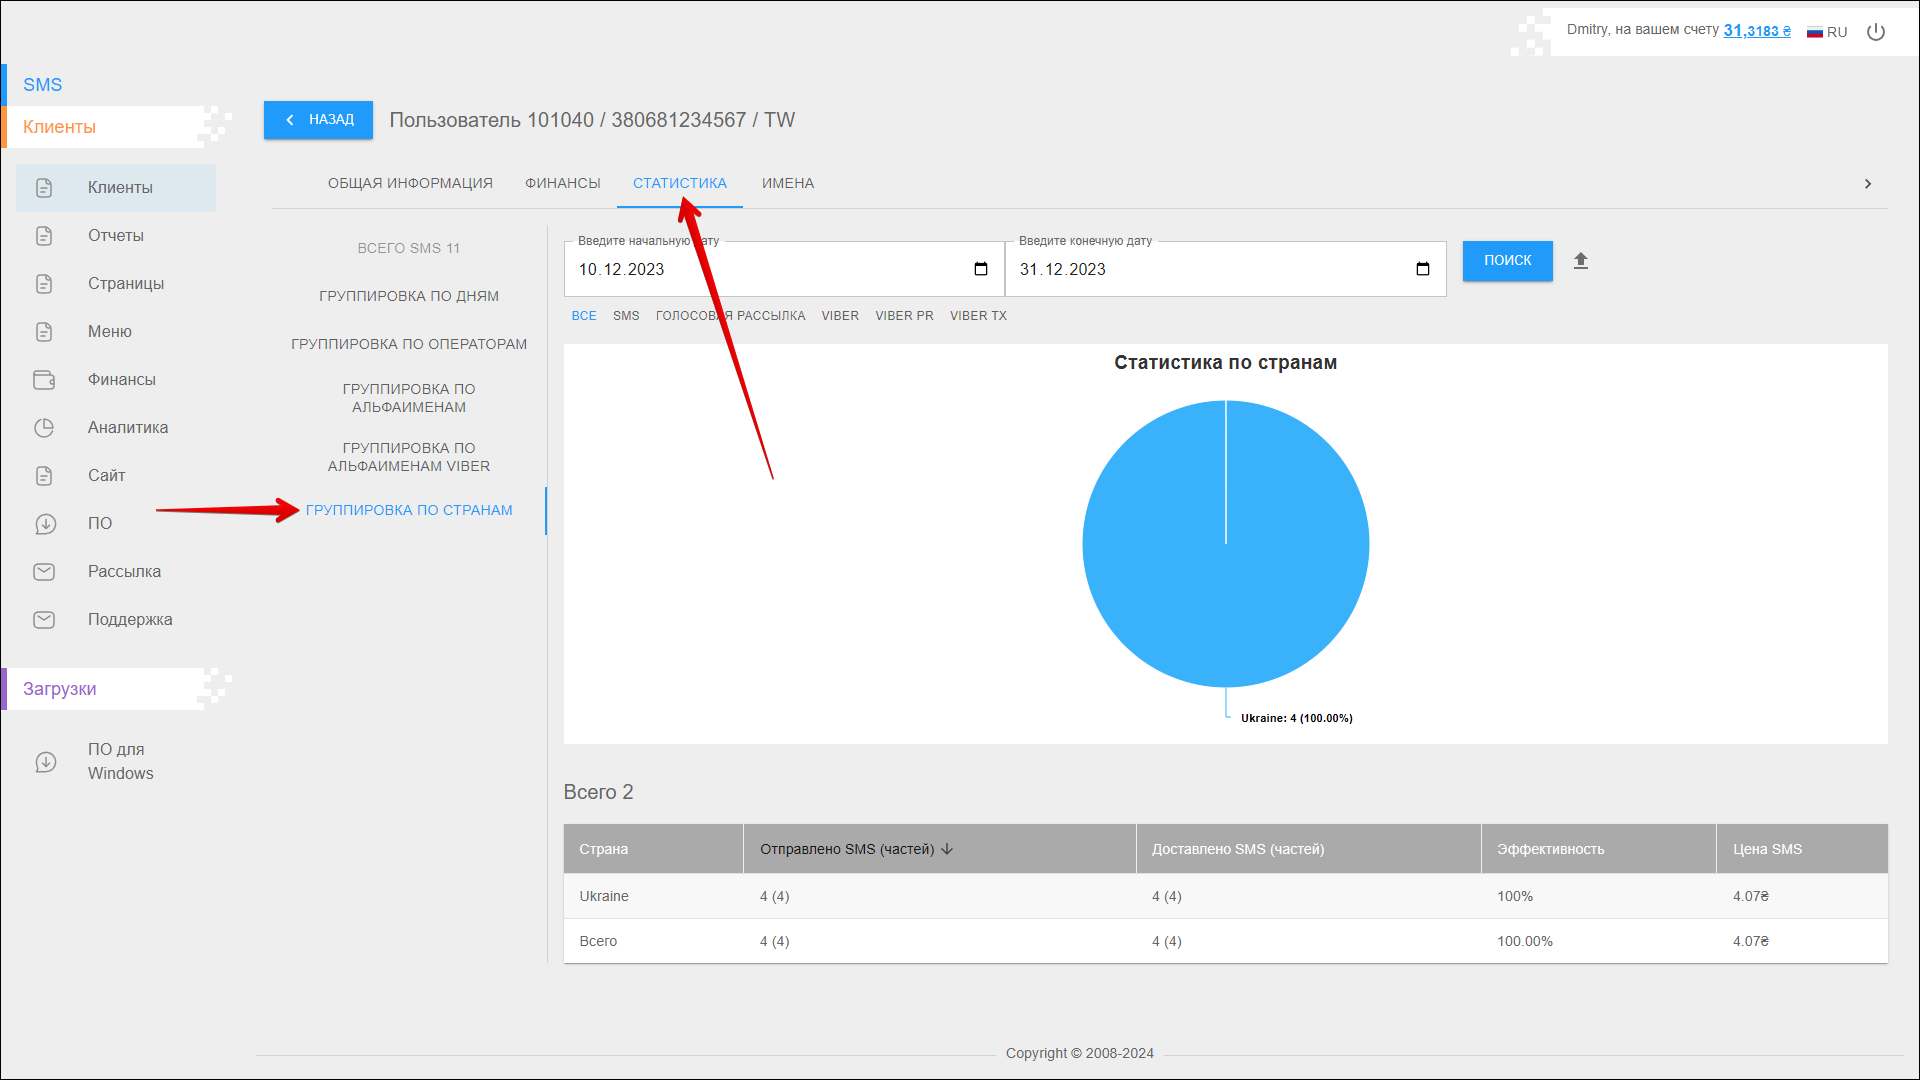 Dmitry, на вашем счету 31,3183 ₴ RU
SMS
Клиенты
Клиенты
Отчеты
Страницы
Меню
Финансы
Аналитика
Сайт
ПО
Рассылка
Поддержка
Загрузки
ПО для
Windows
НАЗАД
Пользователь 101040 / 380681234567 / TW
ОБЩАЯ ИНФОРМАЦИЯ ФИНАНСЫ СТАТИСТИКА ИМЕНА
ВСЕГО SMS 11
ГРУППИРОВКА ПО ДНЯМ
ГРУППИРОВКА ПО ОПЕРАТОРАМ
ГРУППИРОВКА ПО
АЛЬФАИМЕНАМ
ГРУППИРОВКА ПО
АЛЬФАИМЕНАМ VIBER
ГРУППИРОВКА ПО СТРАНАМ
Введите начальную дату Введите конечную дату
10.12.2023 31.12.2023
ПОИСК
ВСЕ SMS ГОЛОСОВАЯ РАССЫЛКА VIBER VIBER PR VIBER TX
Статистика по странам
Ukraine: 4 (100.00%)
Всего 2
Страна Отправлено SMS (частей) Доставлено SMS (частей) Эффективность Цена SMS
Ukraine 4 (4) 4 (4) 100% 4.07₴
Всего 4 (4) 4 (4) 100.00% 4.07₴
Copyright © 2008-2024